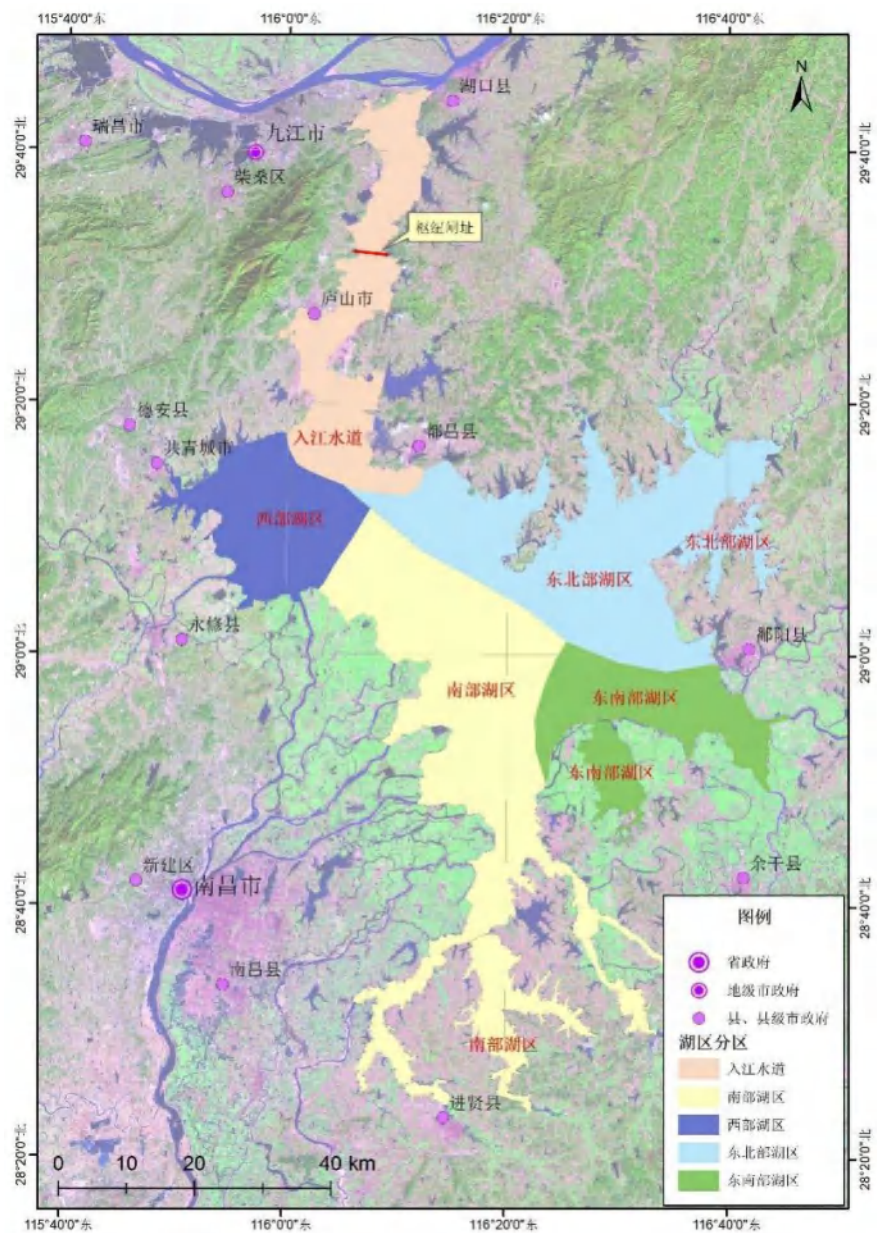 115°40'0"东
116°0'0"东
116°20'0"东
116°40'0"东
N
湖口县
瑞昌市
九江市
29°40'0"北
29°40'0"北
柴桑区
枢纽闸址
庐山市
29°20'0"北
29°20'0"北
德安县
共青城市
入江水道
都昌县
西部湖区
东北部湖区
东北部湖区
永修县
鄱阳县
29°0'0"北
29°0'0"北
南部湖区
东南部湖区
东南部湖区
新建区
南昌市
余干县
28°40'0"北
28°40'0"北
南昌县
南部湖区
进贤县
图例
省政府
地级市政府
县、县级市政府
湖区分区
入江水道
南部湖区
西部湖区
东北部湖区
东南部湖区
28°20'0"北
28°20'0"北
0 10 20 40 km
115°40'0"东
116°0'0"东
116°20'0"东
116°40'0"东